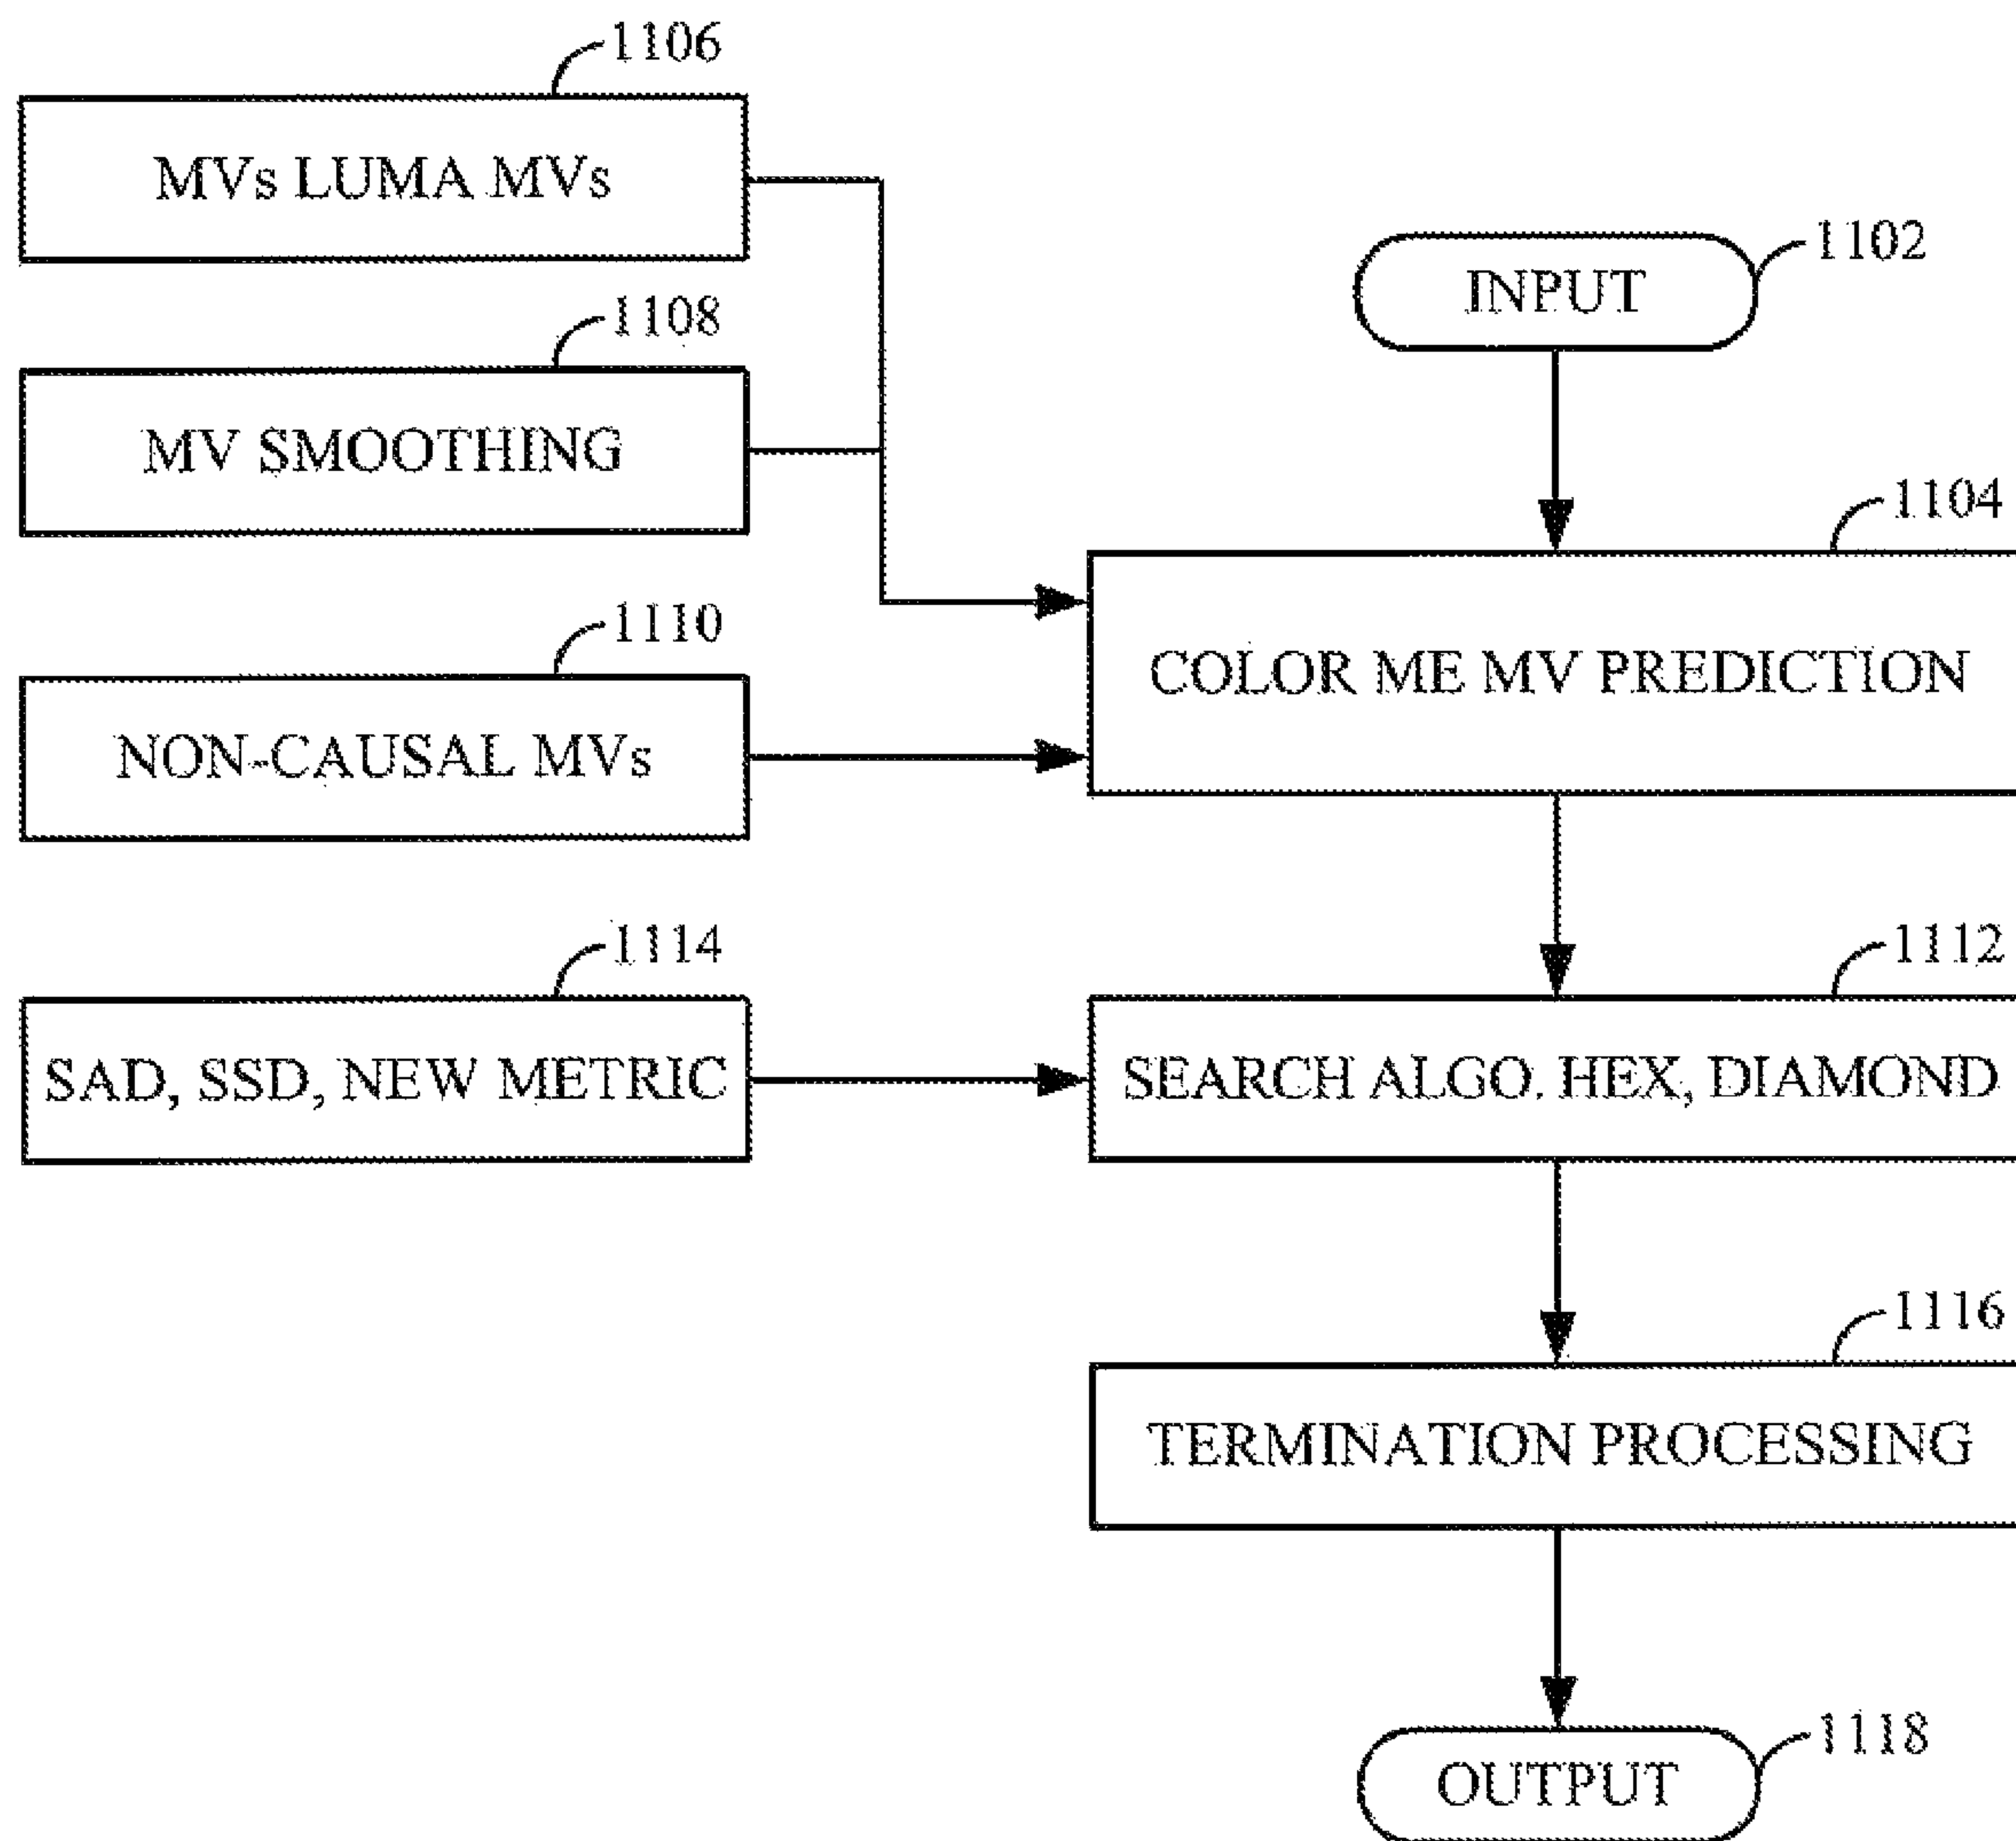 1106
MVs LUMA MVs
1102
INPUT
1108
MV SMOOTHING
1104
COLOR ME MV PREDICTION
1110
NON-CAUSAL MVs
1114
SAD, SSD, NEW METRIC
1112
SEARCH ALGO. HEX, DIAMOND
1116
TERMINATION PROCESSING
1118
OUTPUT